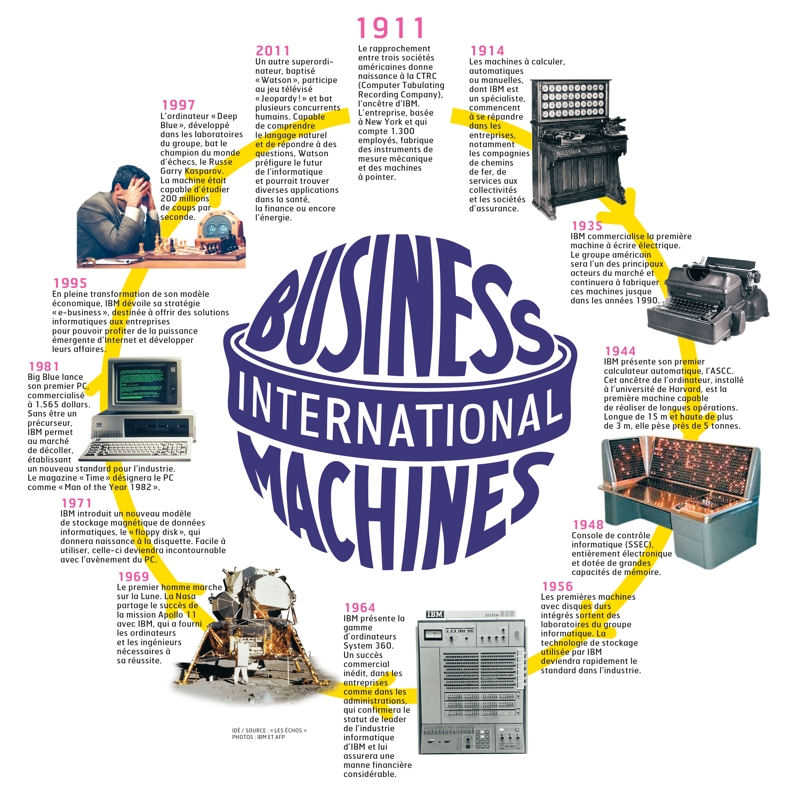 1911
Le rapprochement
entre trois sociétés
américaines donne
naissance à la CTRC
(Computer Tabulating
Recording Company),
l'ancêtre d'IBM.
L'entreprise, basée
à New York et qui
compte 1.300
employés, fabrique
des instruments de
mesure mécanique
et des machines
à pointer.
1914
Les machines à calculer,
automatiques
ou manuelles,
dont IBM est
un spécialiste,
commencent
à se répandre
dans les
entreprises,
notamment
les compagnies
de chemins
de fer, de
services aux
collectivités
et les sociétés
d'assurance.
1935
IBM commercialise la première
machine à écrire électrique.
Le groupe américain
sera l'un des principaux
acteurs du marché et
continuera à fabriquer
ces machines jusque
dans les années 1990.
1944
IBM présente son premier
calculateur automatique, l'ASCC.
Cet ancêtre de l'ordinateur, installé
à l'université de Harvard, est la
première machine capable
de réaliser de longues opérations.
Longue de 15 m et haute de plus
de 3 m, elle pèse près de 5 tonnes.
1948
Console de contrôle
informatique (SSEC),
entièrement électronique
et dotée de grandes
capacités de mémoire.
1956
Les premières machines
avec disques durs
intégrés sortent des
laboratoires du groupe
informatique. La
technologie de stockage
utilisée par IBM
deviendra rapidement le
standard dans l'industrie.
1964
IBM présente la
gamme
d'ordinateurs
System 360.
Un succès
commercial
inédit, dans les
entreprises
comme dans les
administrations,
qui confirmera le
statut de leader
de l'industrie
informatique
d'IBM et lui
assurera une
manne financière
considérable.
IBM
SYSTEM 360
1969
Le premier homme marche
sur la Lune. La Nasa
partage le succès de
la mission Apollo 11
avec IBM, qui a fourni
les ordinateurs
et les ingénieurs
nécessaires à
sa réussite.
1971
IBM introduit un nouveau modèle
de stockage magnétique de données
informatiques, le « floppy disk », qui
donnera naissance à la disquette. Facile à
utiliser, celle-ci deviendra incontournable
avec l'avènement du PC.
1981
Big Blue lance
son premier PC,
commercialisé
à 1.565 dollars.
Sans être un
précurseur,
IBM permet
au marché
de décoller,
établissant
un nouveau standard pour l'industrie.
Le magazine « Time » désignera le PC
comme « Man of the Year 1982 ».
1995
En pleine transformation de son modèle
économique, IBM dévoile sa stratégie
« e-business », destinée à offrir des solutions
informatiques aux entreprises
pour pouvoir profiter de la puissance
émergente d'Internet et développer
leurs affaires.
1997
L'ordinateur « Deep
Blue », développé
dans les laboratoires
du groupe, bat le
champion du monde
d'échecs, le Russe
Garry Kasparov.
La machine était
capable d'étudier
200 millions
de coups par
seconde.
2011
Un autre superordi-
nateur, baptisé
« Watson », participe
au jeu télévisé
« Jeopardy ! » et bat
plusieurs concurrents
humains. Capable
de comprendre
le langage naturel
et de répondre à des
questions, Watson
préfigure le futur
de l'informatique
et pourrait trouver
diverses applications
dans la santé,
la finance ou encore
l'énergie.
BUSINESS
INTERNATIONAL
MACHINES
IDÉ / SOURCE : « LES ÉCHOS »
PHOTOS : IBM ET AFP